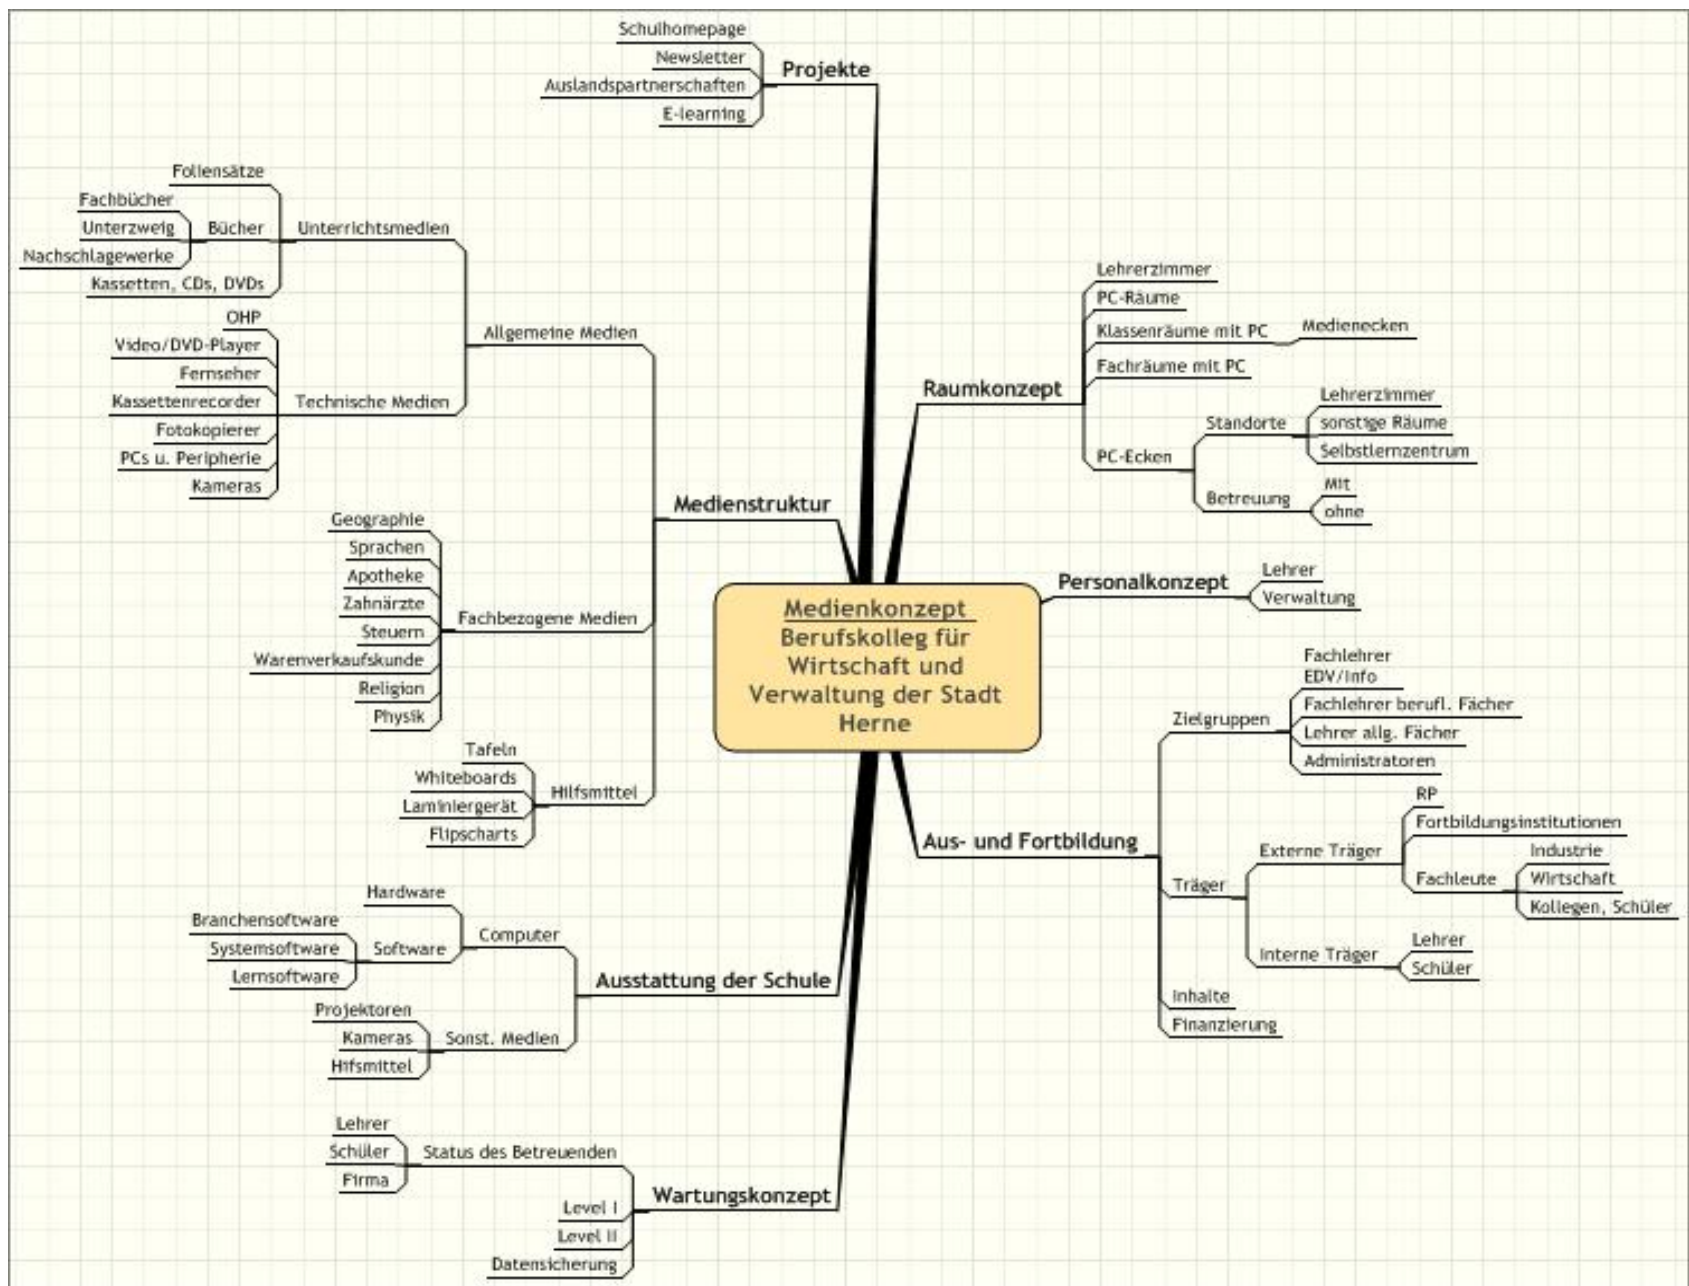 Schulhomepage
Newsletter
Auslandspartnerschaften
E-learning
Projekte
Foliensätze
Fachbücher
Unterzweig
Nachschlagewerke
Bücher
Kassetten, CDs, DVDs
Unterrichtsmedien
OHP
Video/DVD-Player
Fernseher
Kassettenrecorder
Fotokopierer
PCs u. Peripherie
Kameras
Technische Medien
Allgemeine Medien
Geographie
Sprachen
Apotheke
Zahnärzte
Steuern
Warenverkaufskunde
Religion
Physik
Fachbezogene Medien
Tafeln
Whiteboards
Laminiergerät
Flipscharts
Hilfsmittel
Medienstruktur
Hardware
Branchensoftware
Systemsoftware
Lernsoftware
Software
Computer
Projektoren
Kameras
Hifsmittel
Sonst. Medien
Ausstattung der Schule
Lehrer
Schüler
Firma
Status des Betreuenden
Level I
Level II
Datensicherung
Wartungskonzept
Medienkonzept
Berufskolleg für
Wirtschaft und
Verwaltung der Stadt
Herne
Raumkonzept
Lehrerzimmer
PC-Räume
Klassenräume mit PC
Medienecken
Fachräume mit PC
PC-Ecken
Standorte
Lehrerzimmer
sonstige Räume
Selbstlernzentrum
Betreuung
Mit
ohne
Personalkonzept
Lehrer
Verwaltung
Aus- und Fortbildung
Zielgruppen
Fachlehrer
EDV/Info
Fachlehrer berufl. Fächer
Lehrer allg. Fächer
Administratoren
Träger
Externe Träger
RP
Fortbildungsinstitutionen
Fachleute
Industrie
Wirtschaft
Kollegen, Schüler
Interne Träger
Lehrer
Schüler
Inhalte
Finanzierung